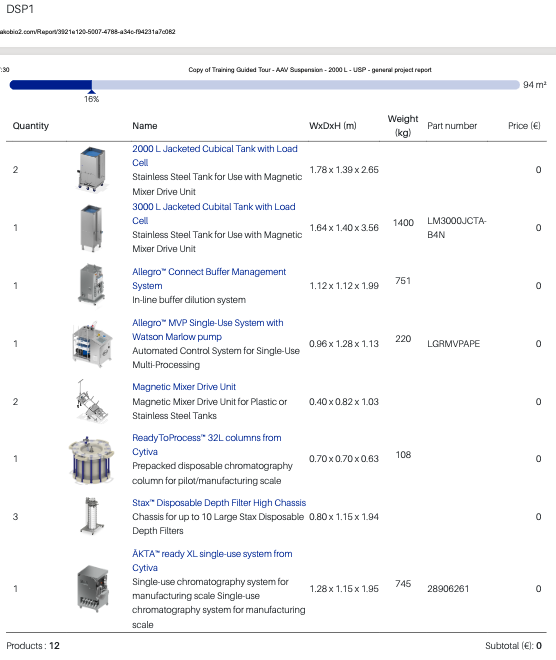 DSP1
akobio2.com/Report/3921e120-5007-4788-a34c-f94231a7c082
:30 Copy of Training Guided Tour - AAV Suspension - 2000 L - USP - general project report
94 m²
16%
Quantity Name WxDxH (m) Weight (kg) Part number Price (€)
2000 L Jacketed Cubical Tank with Load
Cell
2 Stainless Steel Tank for Use with Magnetic 1.78 x 1.39 x 2.65 0
Mixer Drive Unit
3000 L Jacketed Cubital Tank with Load
Cell
1 Stainless Steel Tank for Use with Magnetic 1.64 x 1.40 x 3.56 1400 LM3000JCTA-B4N 0
Mixer Drive Unit
Allegro™ Connect Buffer Management
System
1 In-line buffer dilution system 1.12 x 1.12 x 1.99 751 0
Allegro™ MVP Single-Use System with
Watson Marlow pump
1 Automated Control System for Single-Use 0.96 x 1.28 x 1.13 220 LGRMVPAPE 0
Multi-Processing
Magnetic Mixer Drive Unit
2 Magnetic Mixer Drive Unit for Plastic or 0.40 x 0.82 x 1.03 0
Stainless Steel Tanks
ReadyToProcess™ 32L columns from
Cytiva
1 Prepacked disposable chromatography 0.70 x 0.70 x 0.63 108 0
column for pilot/manufacturing scale
Stax™ Disposable Depth Filter High Chassis
3 Chassis for up to 10 Large Stax Disposable 0.80 x 1.15 x 1.94 0
Depth Filters
ÄKTA™ ready XL single-use system from
Cytiva
1 Single-use chromatography system for 1.28 x 1.15 x 1.95 745 28906261 0
manufacturing scale Single-use
chromatography system for manufacturing
scale
Products : 12 Subtotal (€): 0